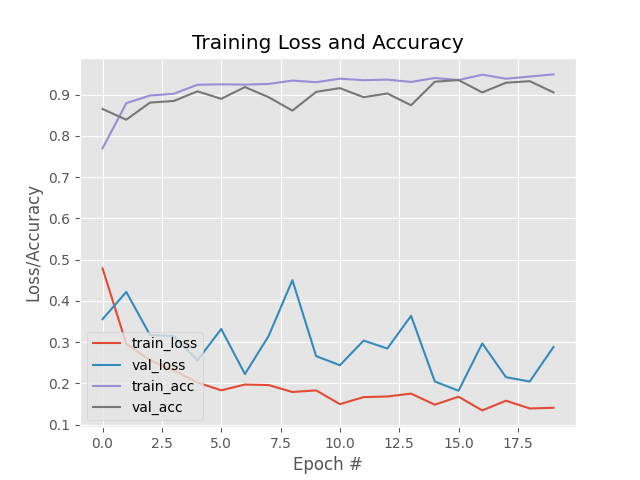 Training Loss and Accuracy
Loss/Accuracy
0.9
0.8
0.7
0.6
0.5
0.4
0.3
0.2
0.1
train_loss
val_loss
train_acc
val_acc
0.0 2.5 5.0 7.5 10.0 12.5 15.0 17.5
Epoch #